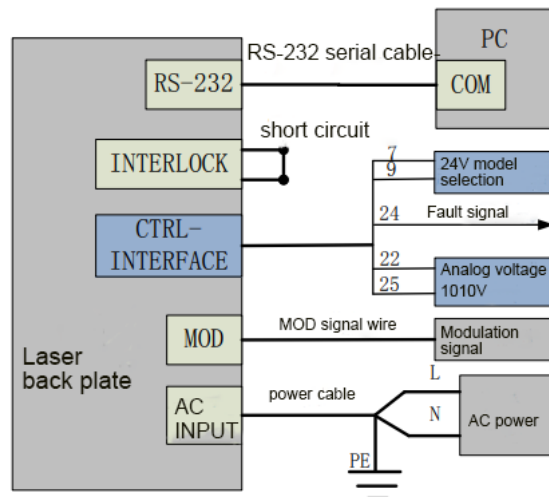 RS-232 serial cable-
PC
RS-232
COM
short circuit
INTERLOCK
7
9
24V model
selection
CTRL-
INTERFACE
24
Fault signal
22
25
Analog voltage
1010V
MOD
MOD signal wire
Modulation
signal
Laser
back plate
AC
INPUT
power cable
L
N
AC power
PE